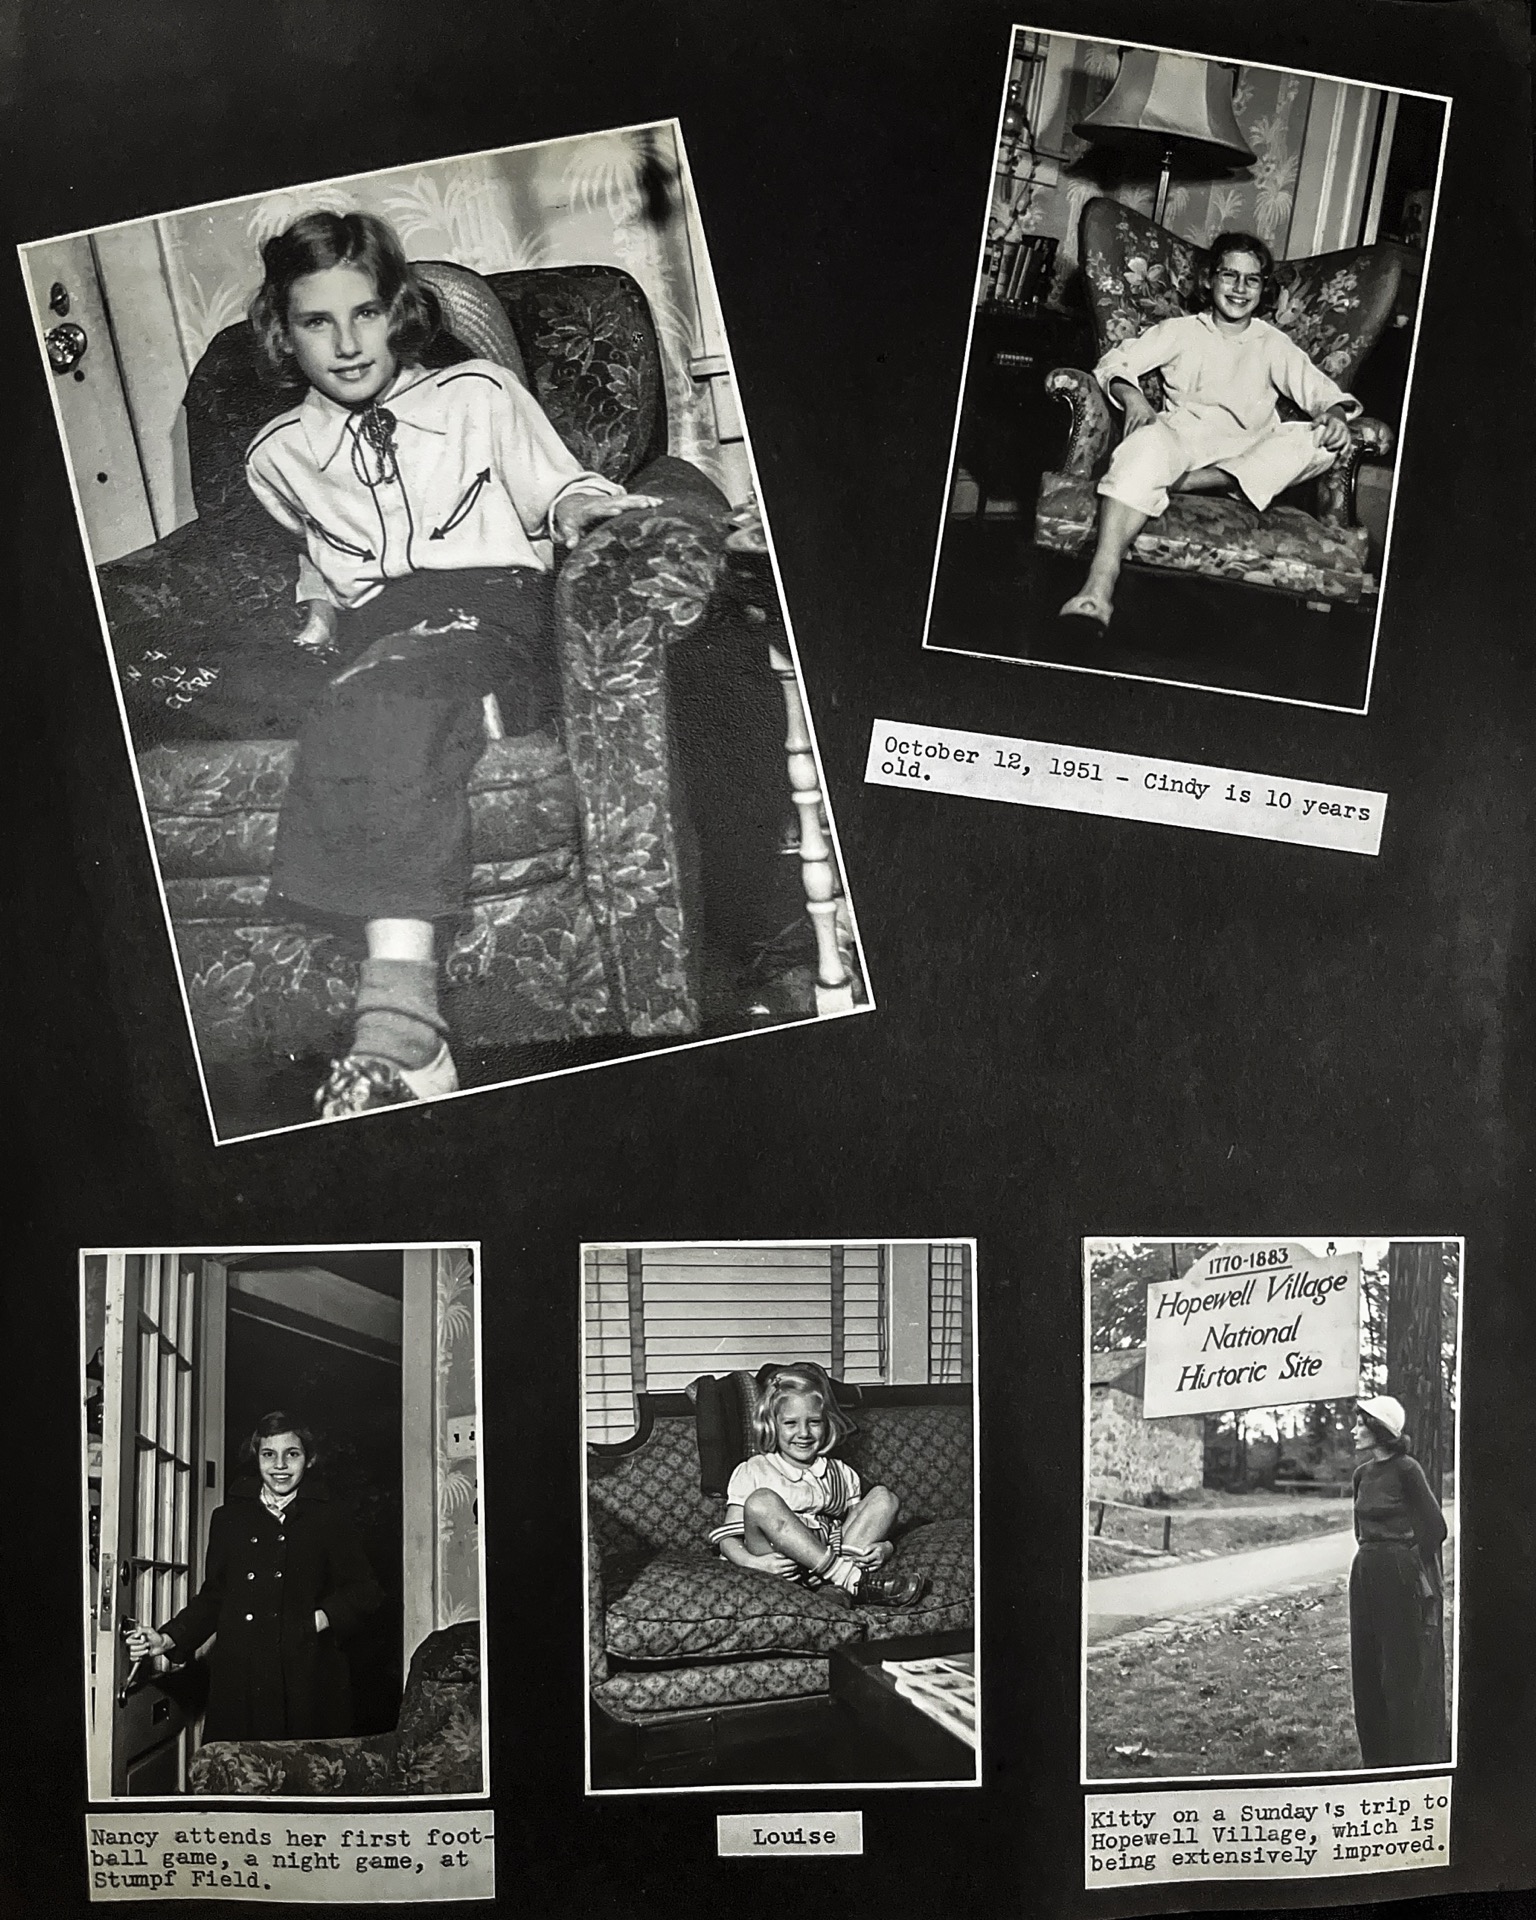 October 12, 1951 - Cindy is 10 years
old.
Nancy attends her first foot-
ball game, a night game, at
Stumpf Field.
Louise
1770-1883
Hopewell Village
National
Historic Site
Kitty on a Sunday's trip to
Hopewell Village, which is
being extensively improved.